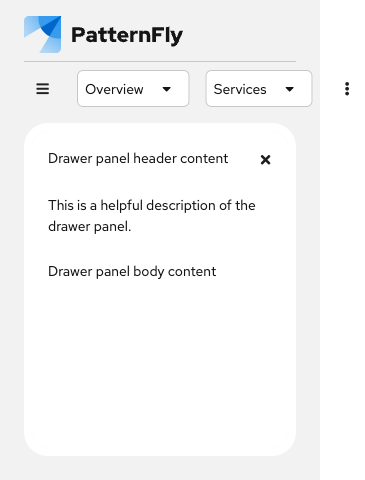 PatternFly
Overview Services
Drawer panel header content
This is a helpful description of the
drawer panel.
Drawer panel body content